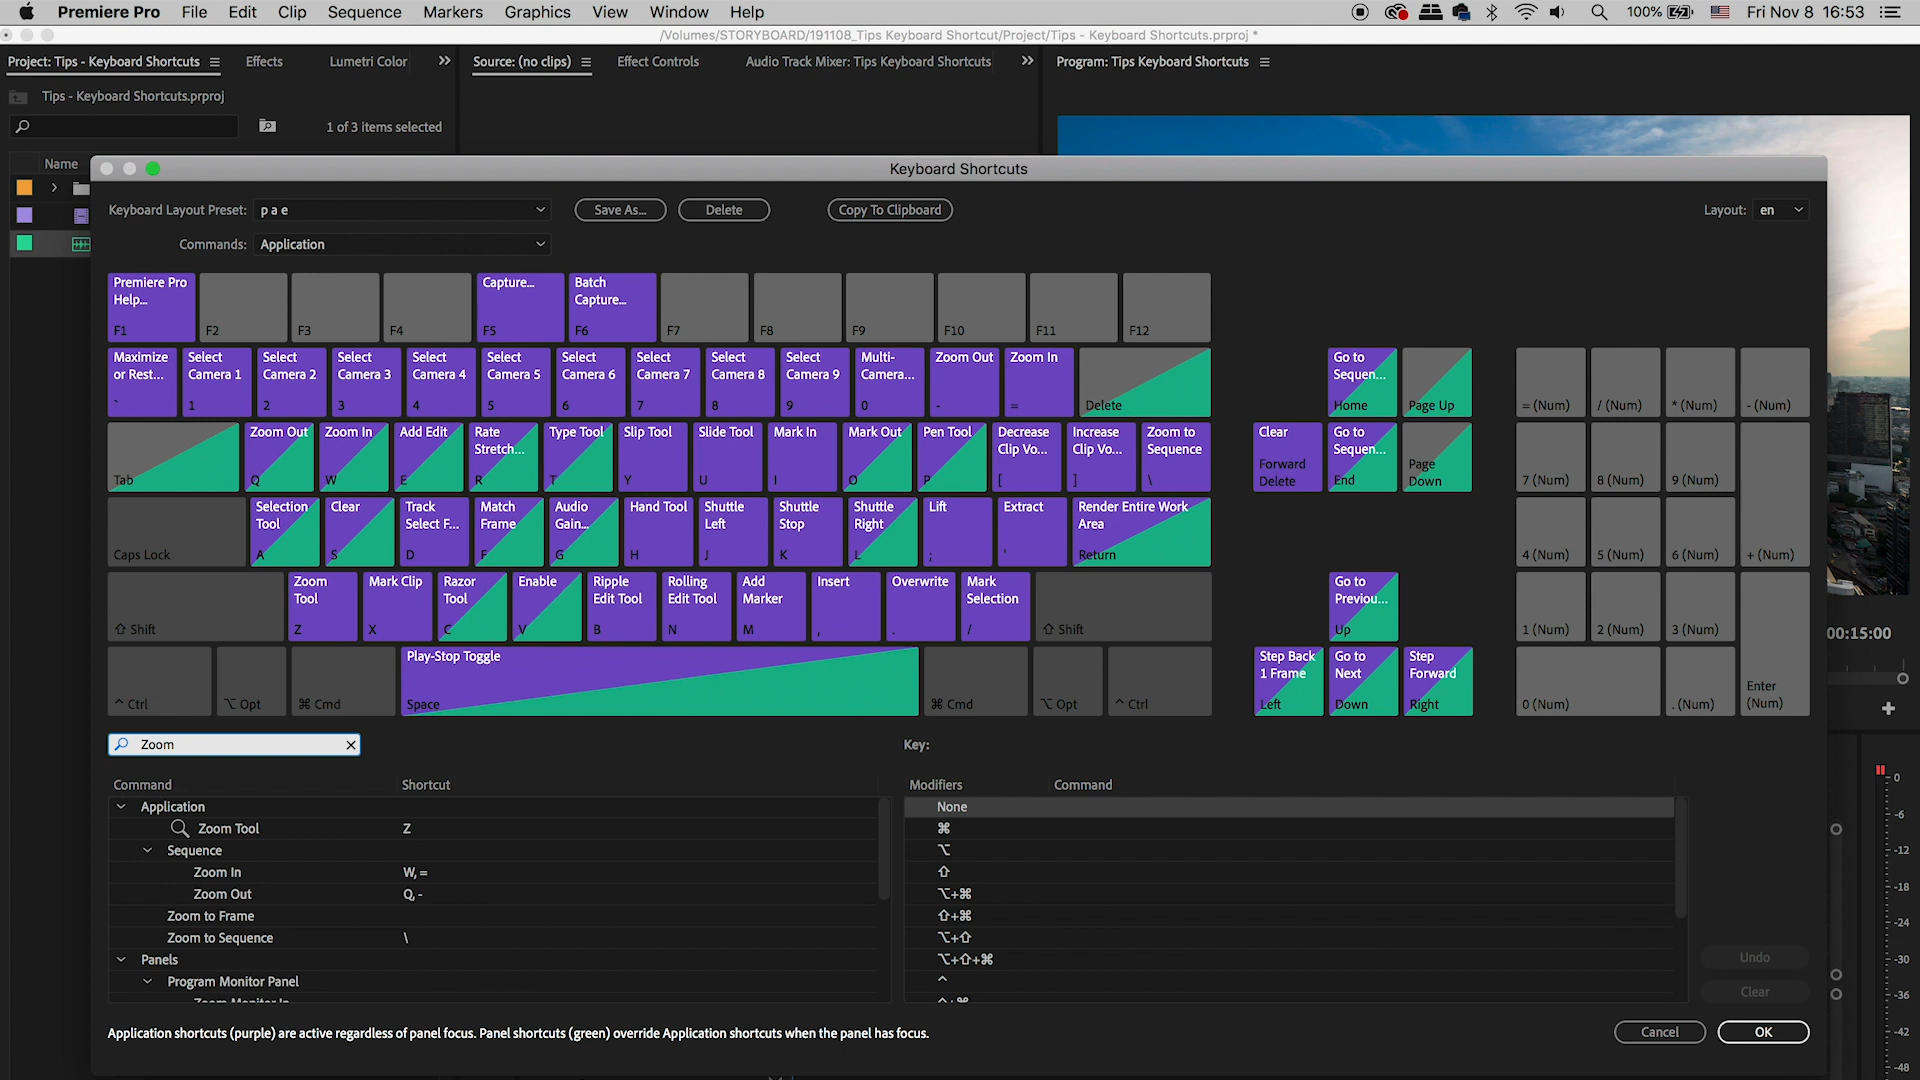 Premiere Pro File Edit Clip Sequence Markers Graphics View Window Help 100% Fri Nov 8 16:53
/Volumes/STORYBOARD/191108_Tips Keyboard Shortcut/Project/Tips - Keyboard Shortcuts.prproj *
Project: Tips - Keyboard Shortcuts Effects Lumetri Color Source: (no clips) Effect Controls Audio Track Mixer: Tips Keyboard Shortcuts Program: Tips Keyboard Shortcuts
Tips - Keyboard Shortcuts.prproj
1 of 3 items selected
Name
Keyboard Shortcuts
Keyboard Layout Preset: p a e Save As... Delete Copy To Clipboard Layout: en
Commands: Application
Premiere Pro Capture... Batch
Help... Capture...
F1 F2 F3 F4 F5 F6 F7 F8 F9 F10 F11 F12
Maximize Select Select Select Select Select Select Select Select Select Multi- Zoom Out Zoom In Go to
or Rest... Camera 1 Camera 2 Camera 3 Camera 4 Camera 5 Camera 6 Camera 7 Camera 8 Camera 9 Camera... Sequen...
` 1 2 3 4 5 6 7 8 9 0 - = Delete Home Page Up = (Num) / (Num) * (Num) - (Num)
Zoom Out Zoom In Add Edit Rate Type Tool Slip Tool Slide Tool Mark In Mark Out Pen Tool Decrease Increase Zoom to Clear Go to
Stretch... Clip Vo... Clip Vo... Sequence Sequen...
Forward Page
Tab Q W E R T Y U I O P [ ] \ Delete End Down 7 (Num) 8 (Num) 9 (Num)
Selection Clear Track Match Audio Hand Tool Shuttle Shuttle Shuttle Lift Extract Render Entire Work
Tool Select F... Frame Gain... Left Stop Right Area
Caps Lock A S D F G H J K L ; ' Return 4 (Num) 5 (Num) 6 (Num) + (Num)
Zoom Mark Clip Razor Enable Ripple Rolling Add Insert Overwrite Mark Go to
Tool Tool Edit Tool Edit Tool Marker Selection Previou...
⇧ Shift Z X C V B N M , . / ⇧ Shift Up 1 (Num) 2 (Num) 3 (Num)
00:15:00
Play-Stop Toggle Step Back Go to Step
1 Frame Next Forward
Enter
^ Ctrl ⌥ Opt ⌘ Cmd Space ⌘ Cmd ⌥ Opt ^ Ctrl Left Down Right 0 (Num) . (Num) (Num)
Zoom Key:
Command Shortcut Modifiers Command
Application None
Zoom Tool Z ⌘
Sequence ⌥
Zoom In W, = ⇧
Zoom Out Q, - ⌥+⌘
Zoom to Frame ⇧+⌘
Zoom to Sequence \ ⌥+⇧
Panels ⌥+⇧+⌘
Program Monitor Panel ^
Zoom Monitor In ^+⌘
Undo
Clear
Application shortcuts (purple) are active regardless of panel focus. Panel shortcuts (green) override Application shortcuts when the panel has focus.
Cancel OK
0
-6
-12
-18
-24
-30
-36
-42
-48